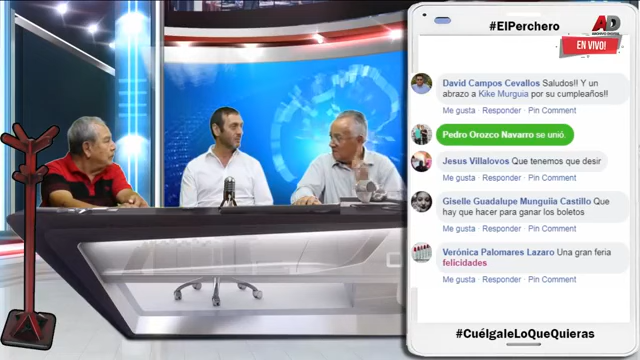 #ElPerchero
AD
EN VIVO!
David Campos Cevallos Saludos!! Y un
abrazo a Kike Murguia por su cumpleaños!!
Me gusta · Responder · Pin Comment
Pedro Orozco Navarro se unió.
Jesus Villalovos Que tenemos que desir
Me gusta · Responder · Pin Comment
Giselle Guadalupe Munguiia Castillo Que
hay que hacer para ganar los boletos
Me gusta · Responder · Pin Comment
Verónica Palomares Lazaro Una gran feria
felicidades
Me gusta · Responder · Pin Comment
#CuélgaleLoQueQuieras